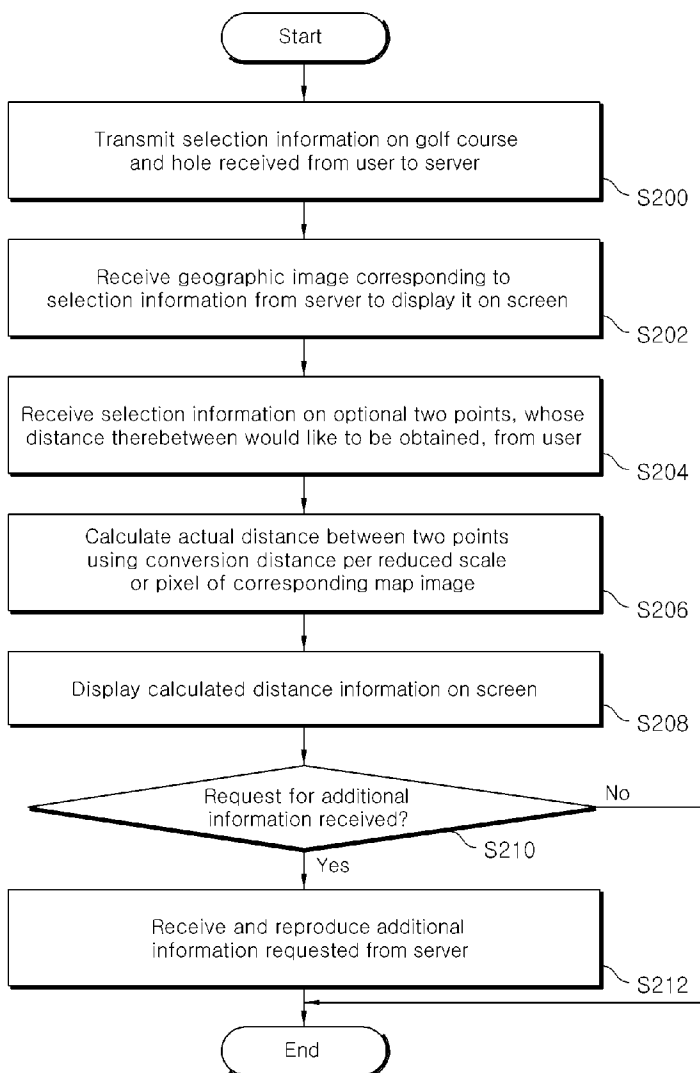 Start
Transmit selection information on golf course
and hole received from user to server
S200
Receive geographic image corresponding to
selection information from server to display it on screen
S202
Receive selection information on optional two points, whose
distance therebetween would like to be obtained, from user
S204
Calculate actual distance between two points
using conversion distance per reduced scale
or pixel of corresponding map image
S206
Display calculated distance information on screen
S208
Request for additional
information received?
No
S210
Yes
Receive and reproduce additional
information requested from server
S212
End